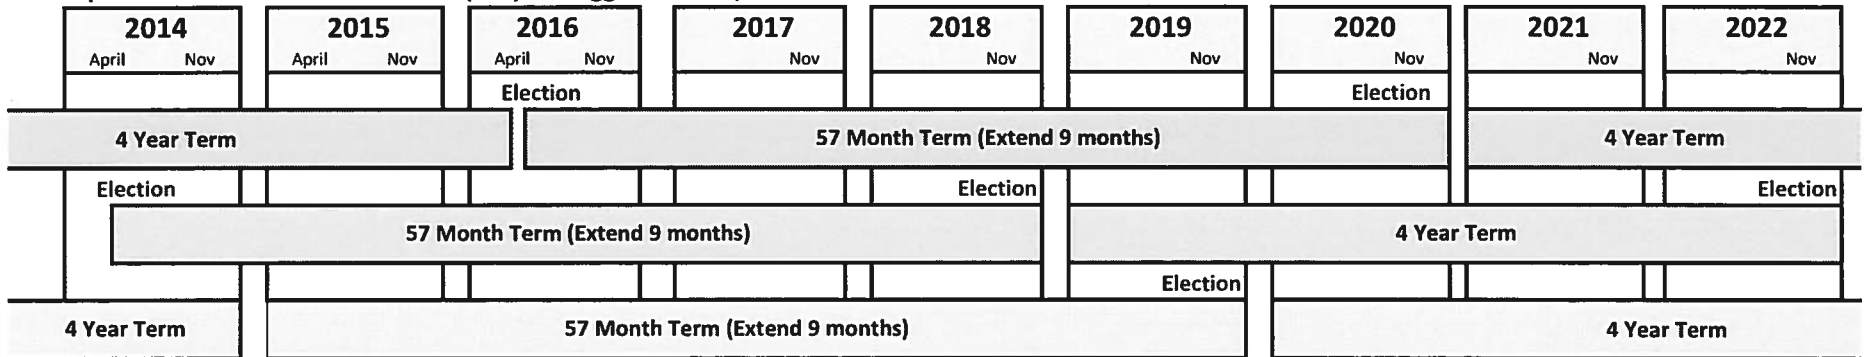 2014 2015 2016 2017 2018 2019 2020 2021 2022
April Nov April Nov April Nov Nov Nov Nov Nov Nov Nov
Election Election
4 Year Term 57 Month Term (Extend 9 months) 4 Year Term
Election Election Election
57 Month Term (Extend 9 months) 4 Year Term
Election
4 Year Term 57 Month Term (Extend 9 months) 4 Year Term